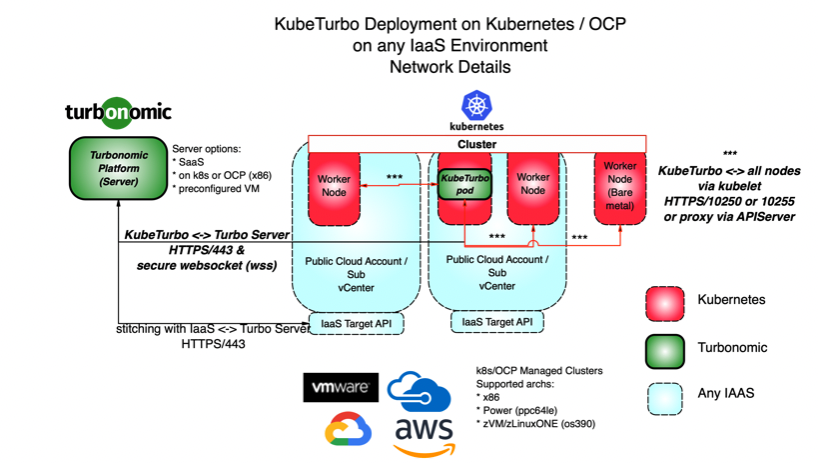 KubeTurbo Deployment on Kubernetes / OCP
on any IaaS Environment
Network Details
turbonomic
kubernetes
Cluster
Turbonomic
Platform
(Server)
Server options:
* SaaS
* on k8s or OCP (x86)
* preconfigured VM
Worker
Node
***
KubeTurbo
pod
Worker
Node
Worker
Node
(Bare
metal)
***
KubeTurbo <-> all nodes
via kubelet
HTTPS/10250 or 10255
or proxy via APIServer
KubeTurbo <-> Turbo Server
HTTPS/443 &
secure websocket (wss)
***
***
Public Cloud Account /
Sub
vCenter
Public Cloud Account /
Sub
vCenter
stitching with IaaS <-> Turbo Server
HTTPS/443
IaaS Target API
IaaS Target API
Kubernetes
Turbonomic
Any IAAS
vmware
aws
k8s/OCP Managed Clusters
Supported archs:
* x86
* Power (ppc64le)
* zVM/zLinuxONE (os390)